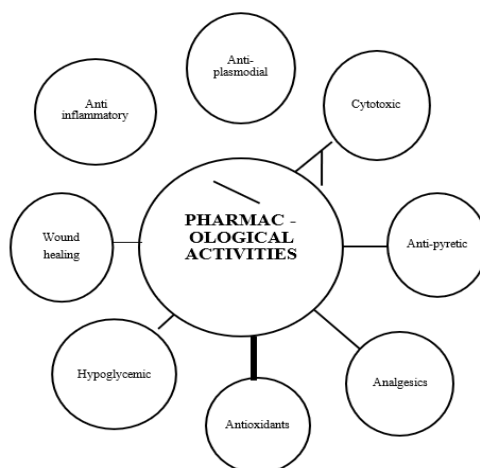 Anti-
plasmodial
Cytotoxic
Anti
inflammatory
PHARMAC -
OLOGICAL
ACTIVITIES
Wound
healing
Anti-pyretic
Hypoglycemic
Analgesics
Antioxidants